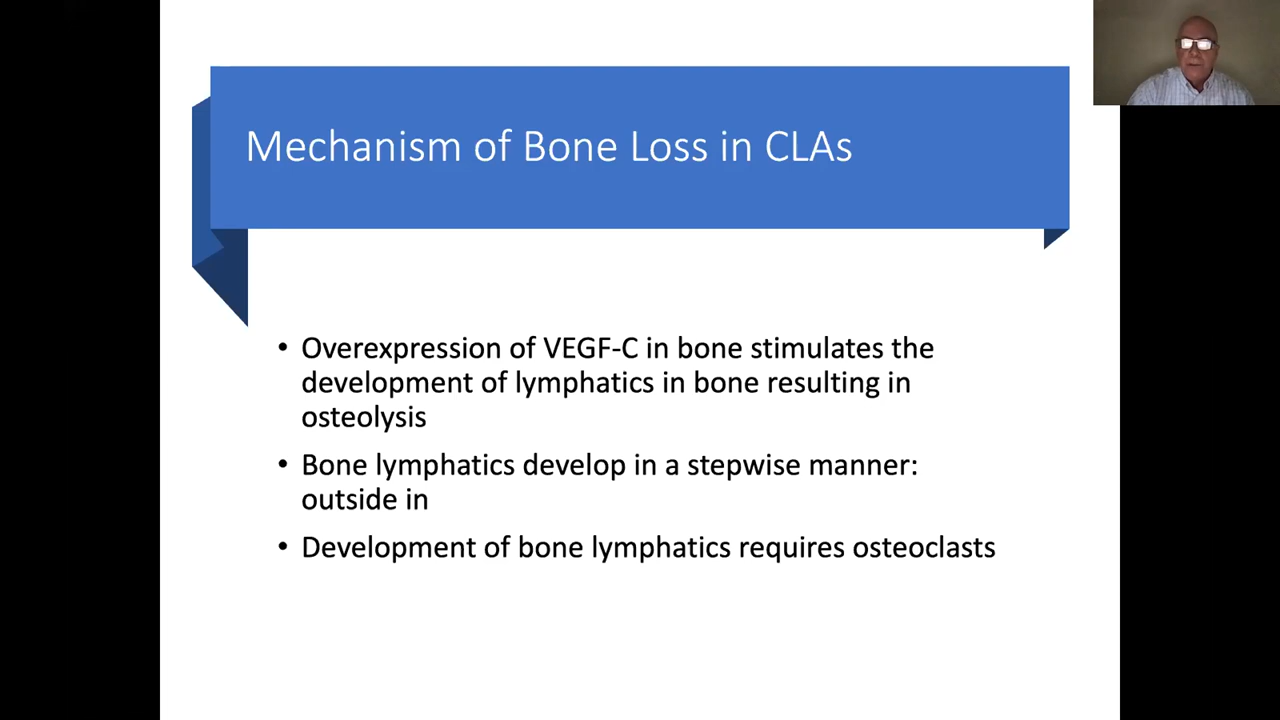 Mechanism of Bone Loss in CLAs
• Overexpression of VEGF-C in bone stimulates the
development of lymphatics in bone resulting in
osteolysis
• Bone lymphatics develop in a stepwise manner:
outside in
• Development of bone lymphatics requires osteoclasts